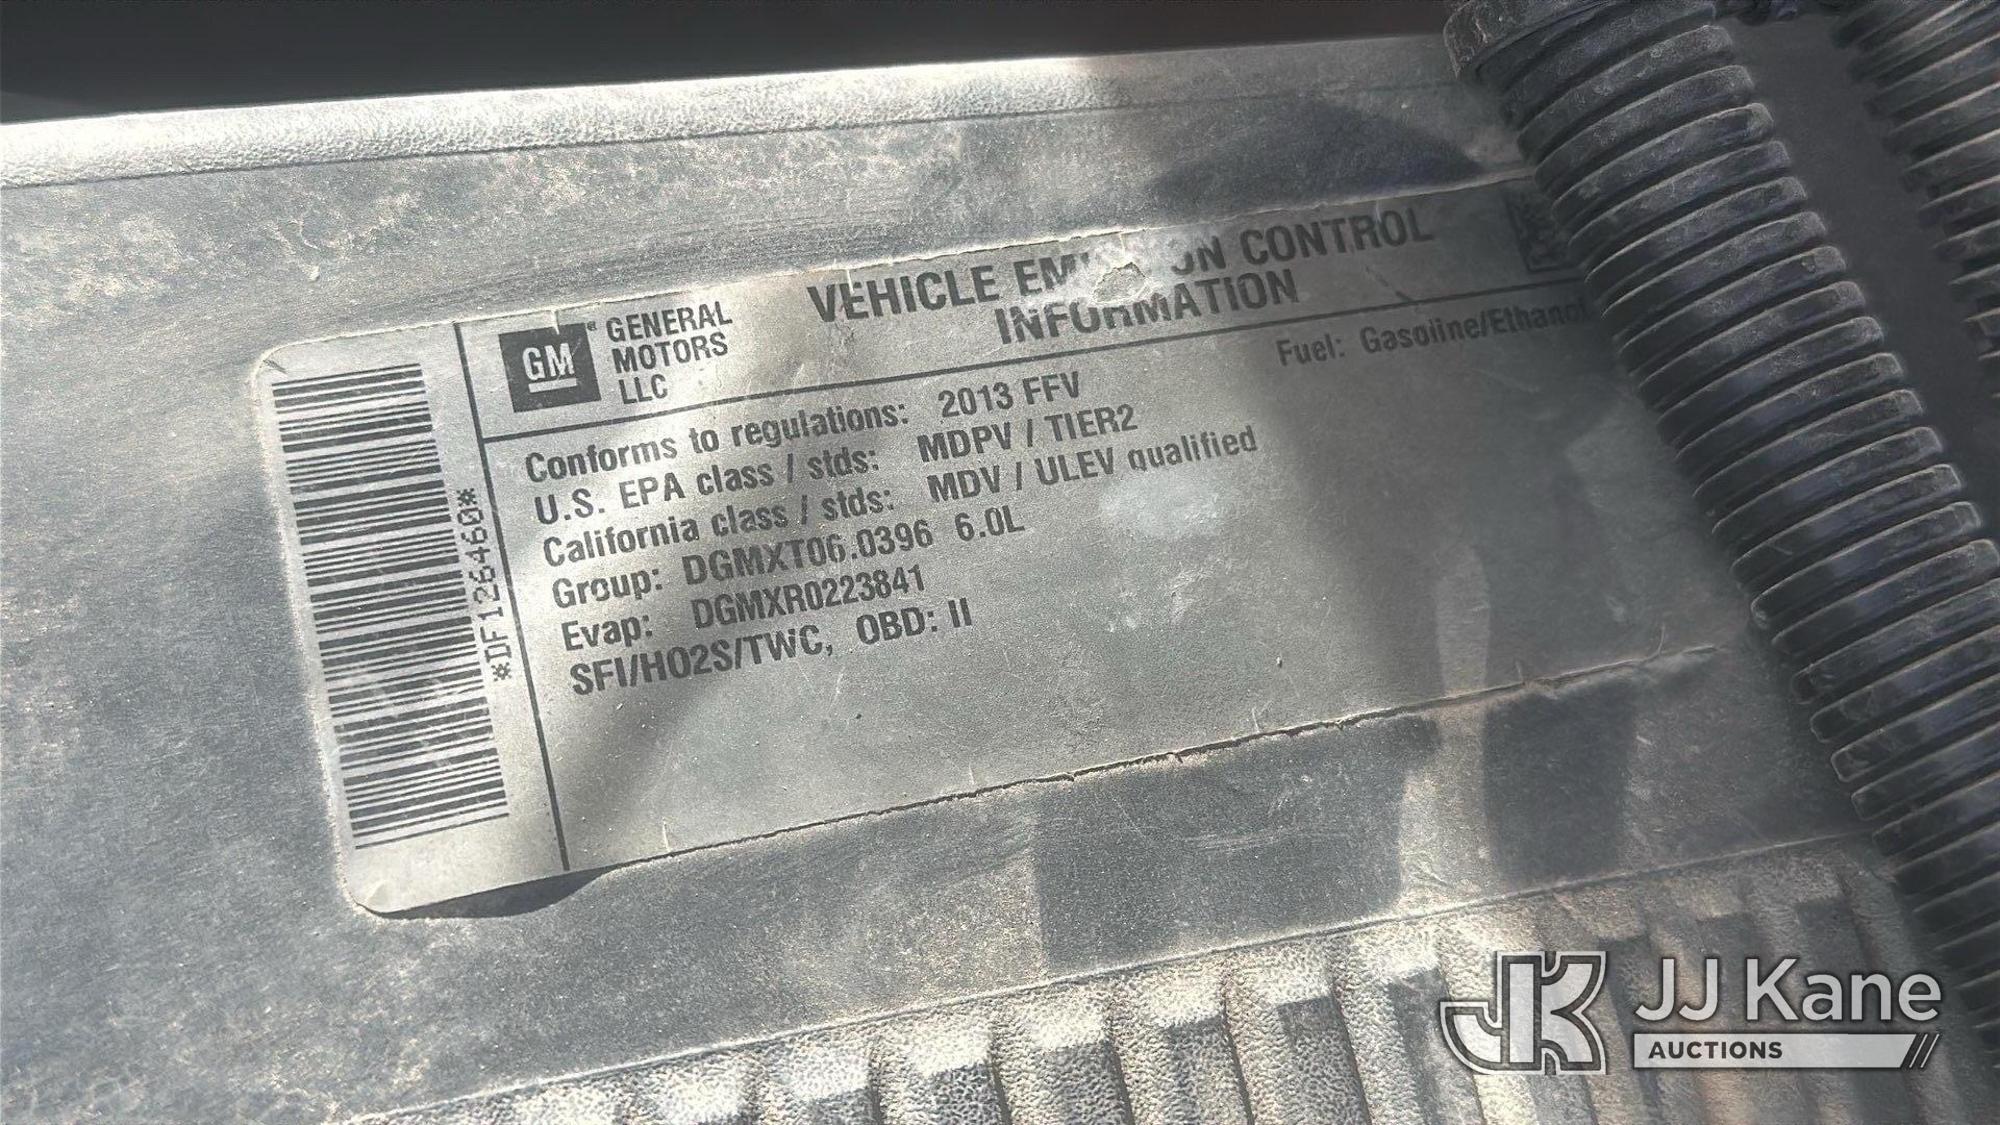 GM
GENERAL
MOTORS
LLC
VEHICLE CONTROL
INFORMATION
Fuel: Gasoline/Ethanol
Conforms to regulations: 2013 FFV
U.S. EPA class / stds: MDPV / TIER2
California class / stds: MDV / ULEV qualified
Group: DGMXT06.0396 6.0L
Evap: DGMXR0223841
SFI/HO2S/TWC, OBD: II
*DF126460*
JK JJ Kane
AUCTIONS